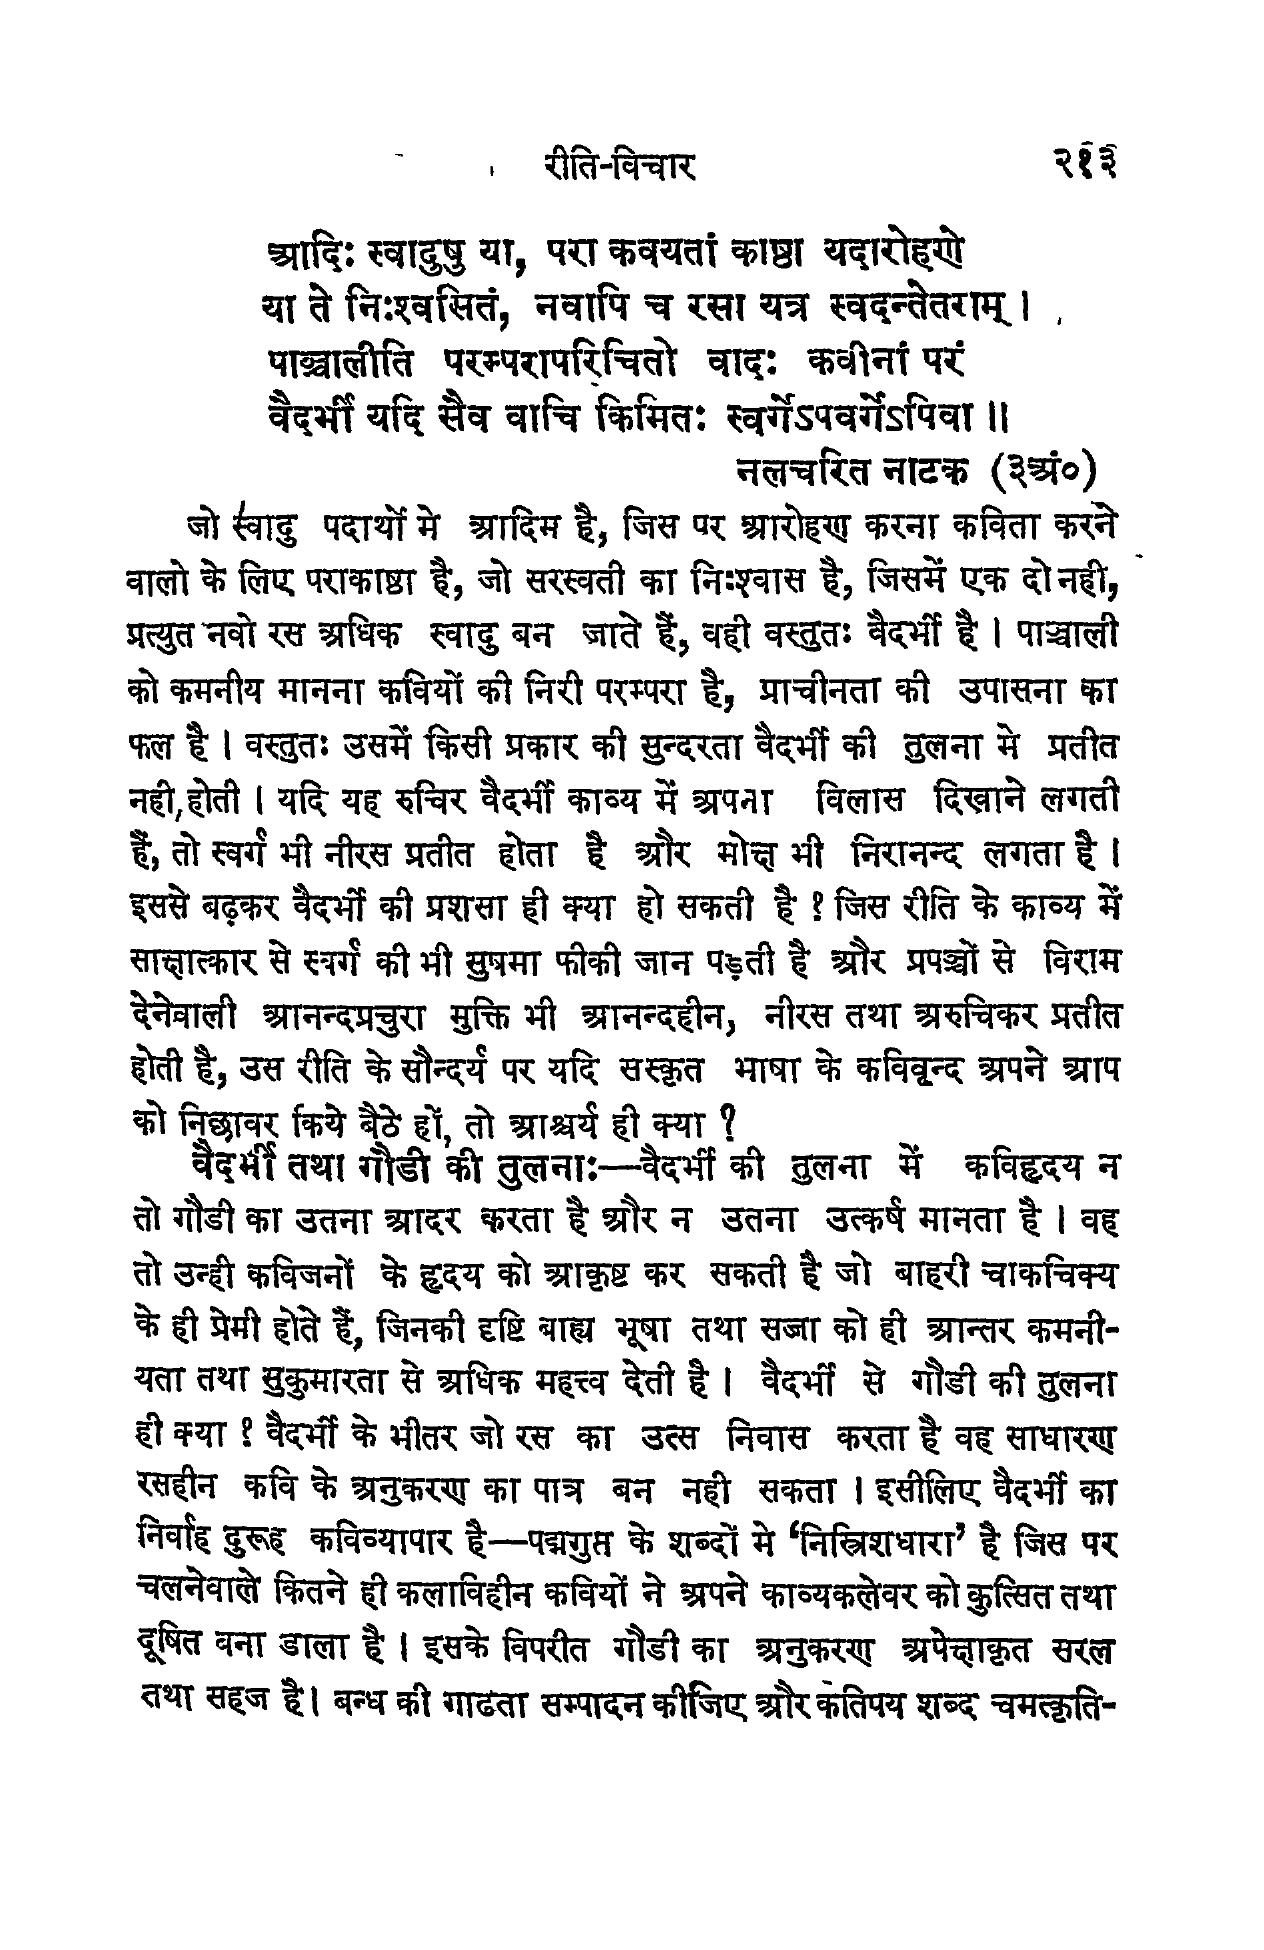 रीति-विचार २१३
आदिः स्वादुषु या, परा कवयतां काष्ठा यदारोहणे
या ते निःश्वसितं, नवापि च रसा यत्र स्वदन्तेतराम् ।
पाञ्चालीति परम्परापरिचितो वादः कवीनां परं
वैदर्भी यदि सैव वाचि किमितः स्वर्गेऽपवर्गेऽपिवा ॥
नलचरित नाटक (३अं०)
जो स्वादु पदार्थों मे आदिम है, जिस पर आरोहण करना कविता करने
वालो के लिए पराकाष्ठा है, जो सरस्वती का निःश्वास है, जिसमें एक दो नही,
प्रत्युत नवो रस अधिक स्वादु बन जाते हैं, वही वस्तुतः वैदर्भी है । पाञ्चाली
को कमनीय मानना कवियों की निरी परम्परा है, प्राचीनता की उपासना का
फल है । वस्तुतः उसमें किसी प्रकार की सुन्दरता वैदर्भी की तुलना मे प्रतीत
नही,होती । यदि यह रुचिर वैदर्भी काव्य में अपना विलास दिखाने लगती
हैं, तो स्वर्ग भी नीरस प्रतीत होता है और मोक्ष भी निरानन्द लगता है ।
इससे बढ़कर वैदर्भी की प्रशसा ही क्या हो सकती है ? जिस रीति के काव्य में
साक्षात्कार से स्वर्ग की भी सुषमा फीकी जान पड़ती है और प्रपञ्चों से विराम
देनेवाली आनन्दप्रचुरा मुक्ति भी आनन्दहीन, नीरस तथा अरुचिकर प्रतीत
होती है, उस रीति के सौन्दर्य पर यदि सस्कृत भाषा के कविवृन्द अपने आप
को निछावर किये बैठे हों, तो आश्चर्य ही क्या ?
वैदर्भी तथा गौडी की तुलनाः—वैदर्भी की तुलना में कविहृदय न
तो गौडी का उतना आदर करता है और न उतना उत्कर्ष मानता है । वह
तो उन्ही कविजनों के हृदय को आकृष्ट कर सकती है जो बाहरी चाकचिक्य
के ही प्रेमी होते हैं, जिनकी दृष्टि बाह्य भूषा तथा सज्जा को ही आन्तर कमनी-
यता तथा सुकुमारता से अधिक महत्त्व देती है । वैदर्भी से गौडी की तुलना
ही क्या ? वैदर्भी के भीतर जो रस का उत्स निवास करता है वह साधारण
रसहीन कवि के अनुकरण का पात्र बन नही सकता । इसीलिए वैदर्भी का
निर्वाह दुरूह कविव्यापार है—पद्मगुप्त के शब्दों मे ‘निस्त्रिशधारा’ है जिस पर
चलनेवाले कितने ही कलाविहीन कवियों ने अपने काव्यकलेवर को कुत्सित तथा
दूषित वना डाला है । इसके विपरीत गौडी का अनुकरण अपेक्षाकृत सरल
तथा सहज है। बन्ध की गाढता सम्पादन कीजिए और कतिपय शब्द चमत्कृति-